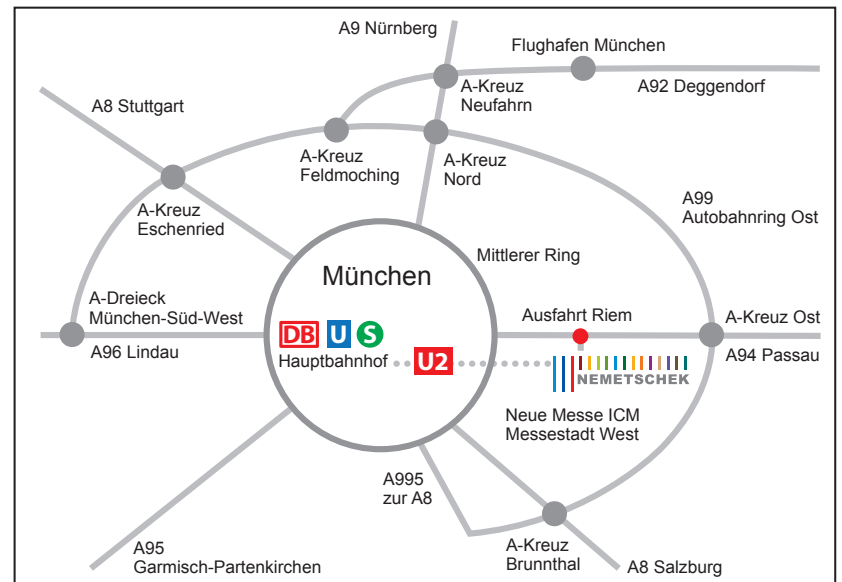 A9 Nürnberg
Flughafen München
A92 Deggendorf
A-Kreuz
Neufahrn
A8 Stuttgart
A-Kreuz
Feldmoching
A-Kreuz
Nord
A-Kreuz
Eschenried
A99
Autobahnring Ost
Mittlerer Ring
München
A-Dreieck
München-Süd-West
A96 Lindau
DB U S
Hauptbahnhof
U2
Ausfahrt Riem
A-Kreuz Ost
A94 Passau
NEMETSCHEK
Neue Messe ICM
Messestadt West
A995
zur A8
A95
Garmisch-Partenkirchen
A-Kreuz
Brunnthal
A8 Salzburg